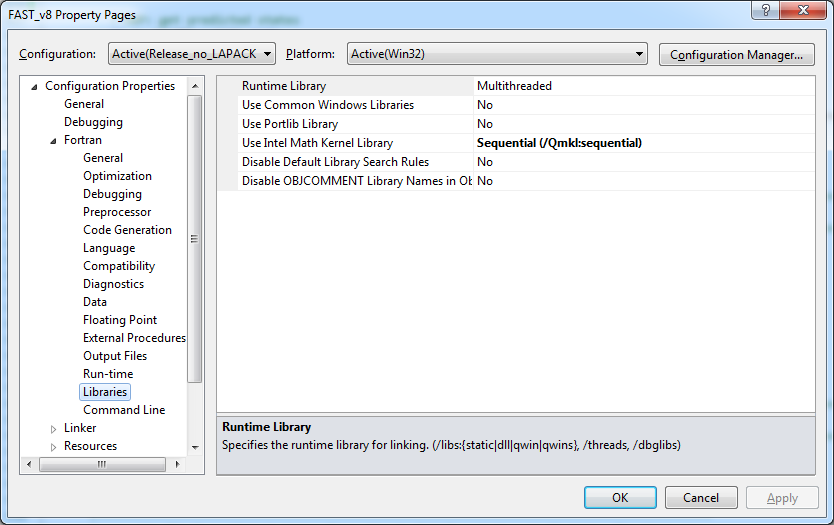 FAST_v8 Property Pages
Configuration: Active(Release_no_LAPACK Platform: Active(Win32) Configuration Manager...
Configuration Properties
General
Debugging
Fortran
General
Optimization
Debugging
Preprocessor
Code Generation
Language
Compatibility
Diagnostics
Data
Floating Point
External Procedures
Output Files
Run-time
Libraries
Command Line
Linker
Resources
Runtime Library Multithreaded
Use Common Windows Libraries No
Use Portlib Library No
Use Intel Math Kernel Library Sequential (/Qmkl:sequential)
Disable Default Library Search Rules No
Disable OBJCOMMENT Library Names in Ob No
Runtime Library
Specifies the runtime library for linking. (/libs:{static|dll|qwin|qwins}, /threads, /dbglibs)
OK Cancel Apply